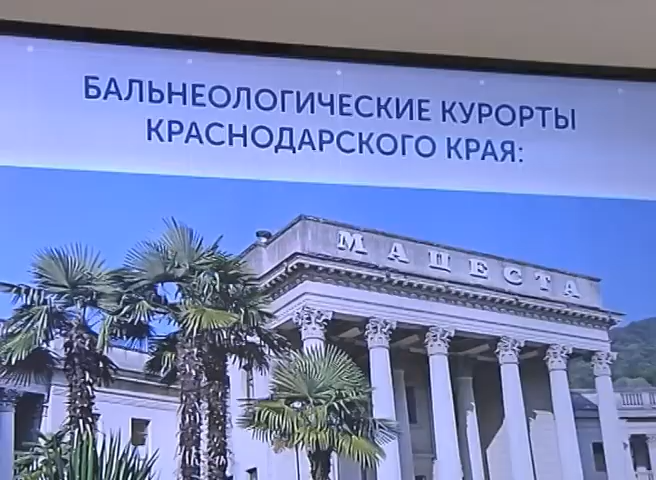 БАЛЬНЕОЛОГИЧЕСКИЕ КУРОРТЫ
КРАСНОДАРСКОГО КРАЯ:
МАЦЕСТА